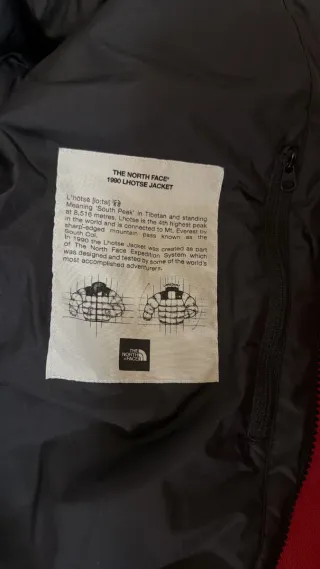 THE NORTH FACE®
1990 LHOTSE JACKET
L'hōtsē [lo:tse]
Meaning 'South Peak' in Tibetan and standing
at 8,516 metres. Lhotse is the 4th highest peak
in the world and is connected to Mt. Everest by
sharp-edged mountain pass known as the
South Col.
In 1990 the Lhotse Jacket was created as part
of The North Face Expedition System which
was designed and tested by some of the world's
most accomplished adventurers.
THE
NORTH
FACE